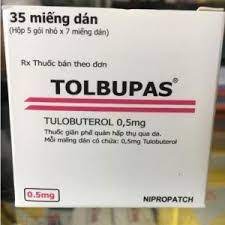 35 miếng dán
(Hộp 5 gói nhỏ x 7 miếng dán)
Rx Thuốc bán theo đơn
TOLBUPAS®
TULOBUTEROL 0,5mg
Thuốc giãn phế quản hấp thụ qua da.
Mỗi miếng dán có chứa: 0.5mg Tulobuterol
0.5mg
NIPROPATCH